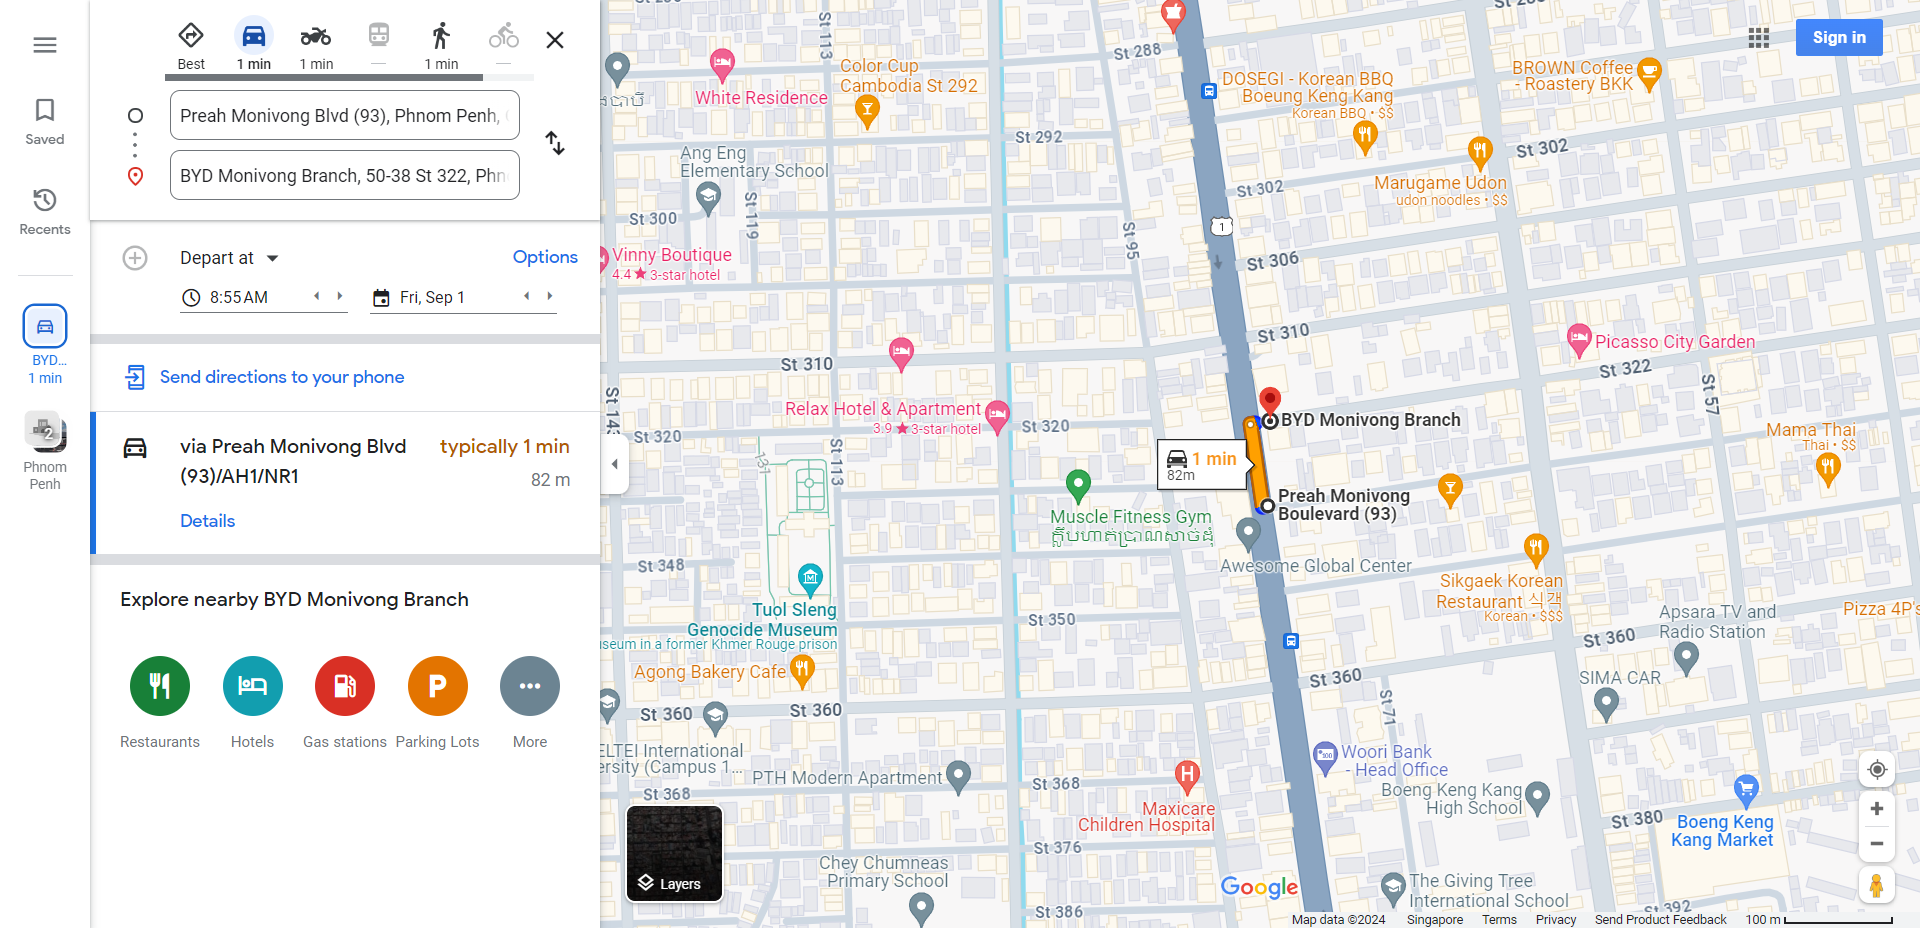 Best
1 min
1 min
—
1 min
—
Preah Monivong Blvd (93), Phnom Penh,
BYD Monivong Branch, 50-38 St 322, Phn
Saved
Recents
BYD...
1 min
2
Phnom
Penh
Depart at
Options
8:55 AM
Fri, Sep 1
Send directions to your phone
via Preah Monivong Blvd
(93)/AH1/NR1
typically 1 min
82 m
Details
Explore nearby BYD Monivong Branch
P
Restaurants
Hotels
Gas stations
Parking Lots
More
Sign in
St 113
St 288
Color Cup
Cambodia St 292
White Residence
DOSEGI - Korean BBQ
Boeung Keng Kang
Korean BBQ • $$
BROWN Coffee
- Roastery BKK
St 292
Ang Eng
Elementary School
St 302
St 302
Marugame Udon
udon noodles • $$
St 300
St 119
St 95
1
Vinny Boutique
4.4★3-star hotel
St 306
St 310
St 310
Picasso City Garden
St 322
St 57
St 143
Relax Hotel & Apartment
3.9★3-star hotel
St 320
St 320
St 113
131
BYD Monivong Branch
1 min
82m
Preah Monivong
Boulevard (93)
Mama Thai
Thai • $$
Muscle Fitness Gym
Awesome Global Center
St 348
Sikgaek Korean
Restaurant 식객
Korean • $$$
Tuol Sleng
Genocide Museum
useum in a former Khmer Rouge prison
St 350
Apsara TV and
Radio Station
Pizza 4P's
St 360
Agong Bakery Cafe
SIMA CAR
St 360
St 360
St 360
St 71
ELTEI International
ersity (Campus 1...
PTH Modern Apartment
St 368
St 368
H
Maxicare
Children Hospital
Woori Bank
- Head Office
Boeng Keng Kang
High School
St 380
Boeng Keng
Kang Market
St 376
Chey Chumneas
Primary School
Layers
Google
The Giving Tree
International School
St 386
St 392
Map data ©2024
Singapore
Terms
Privacy
Send Product Feedback
100 m